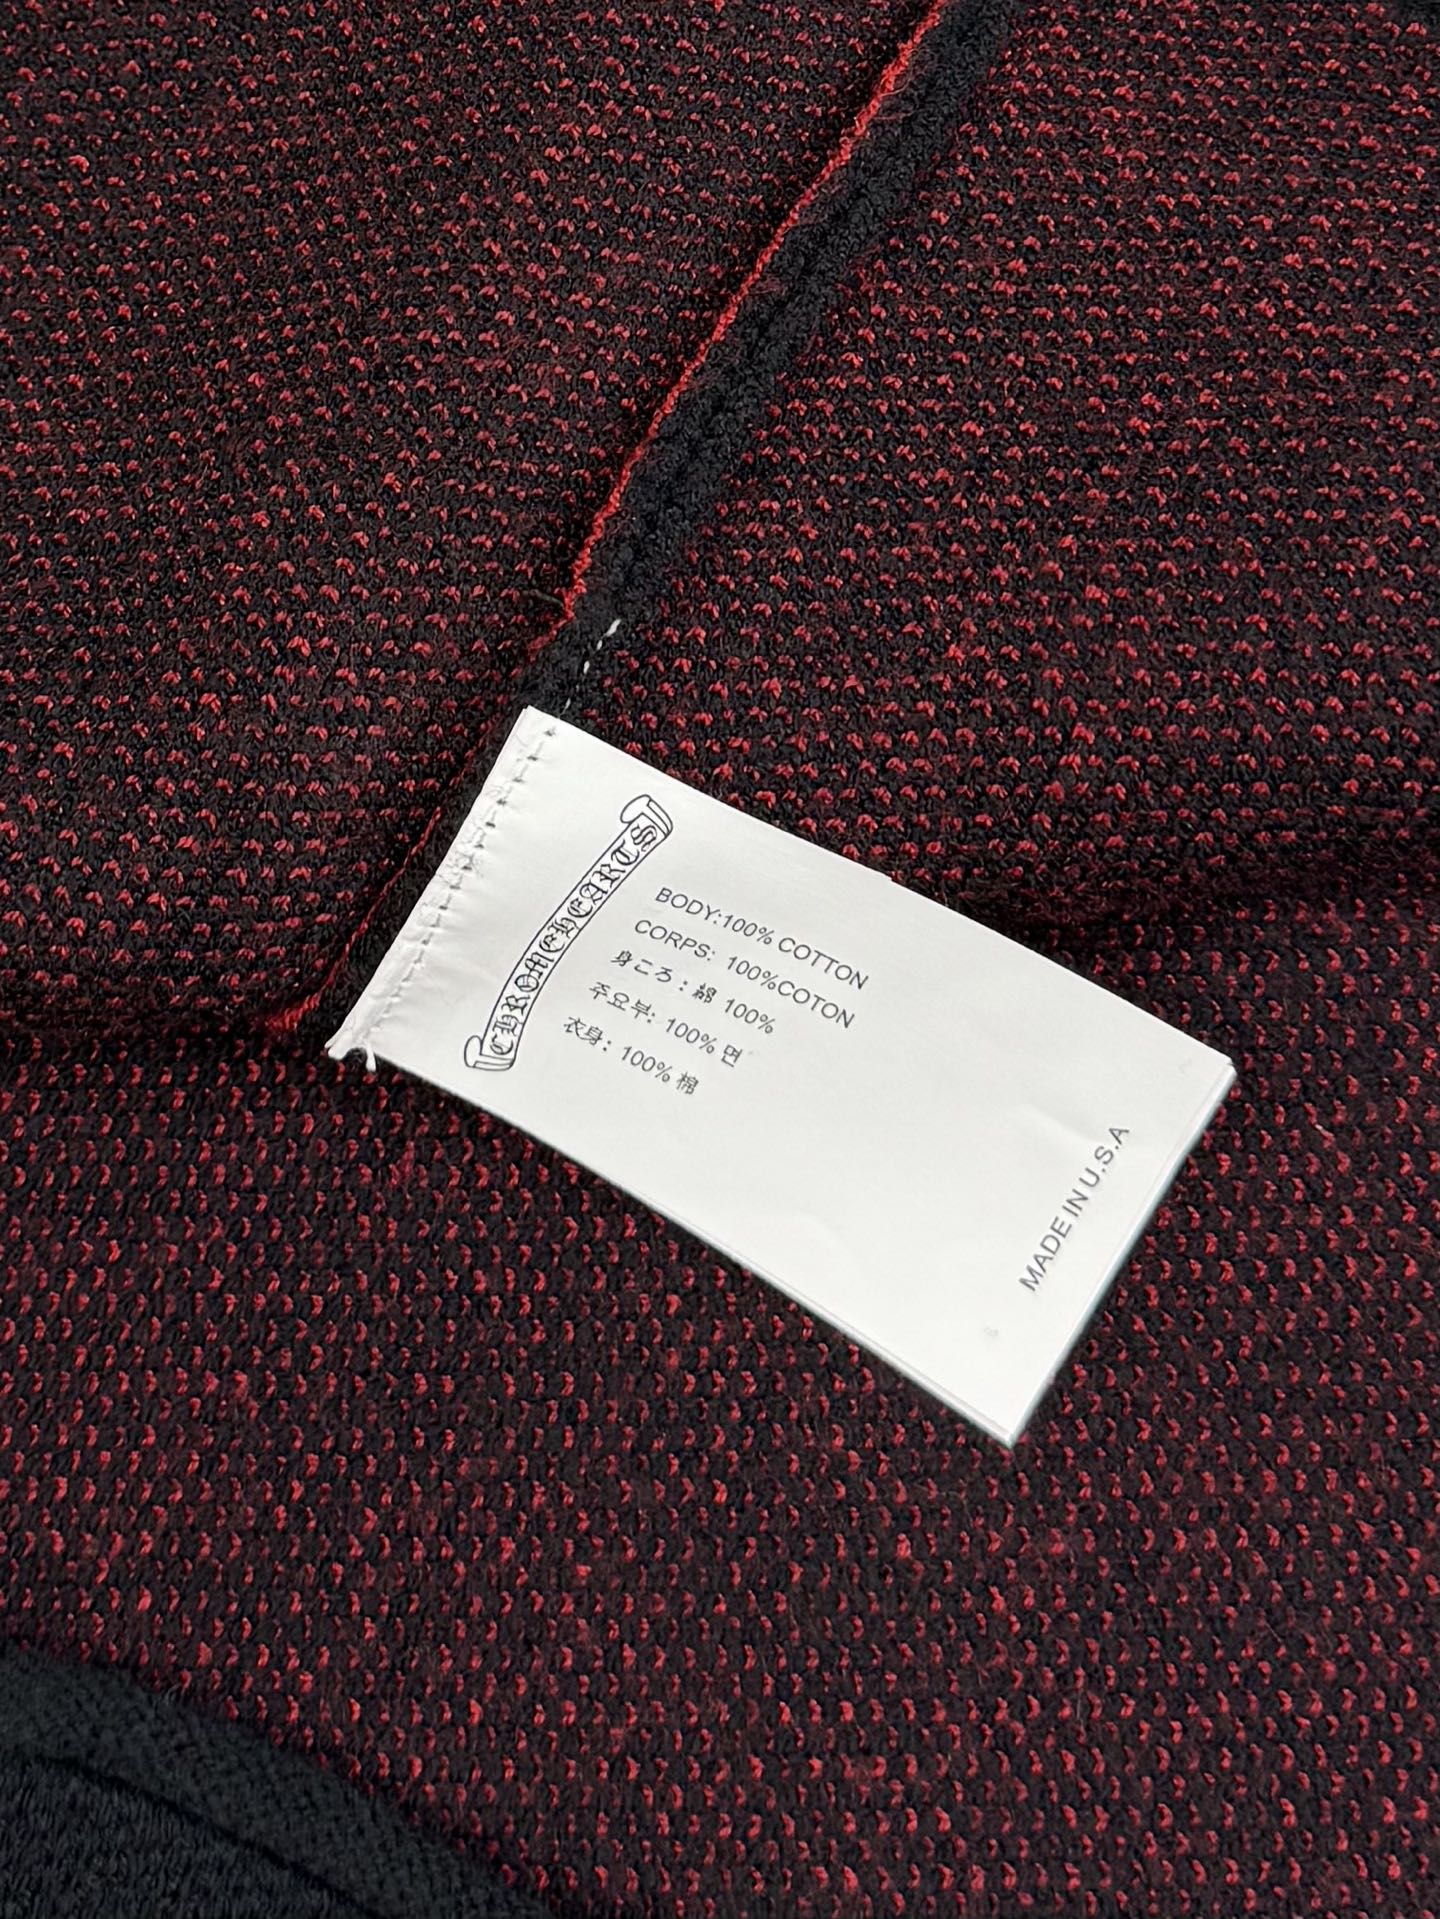 CHROME HEARTS
BODY:100% COTTON
CORPS: 100%COTON
身ころ:綿 100%
주요부: 100% 면
衣身: 100% 棉
MADE IN U.S.A